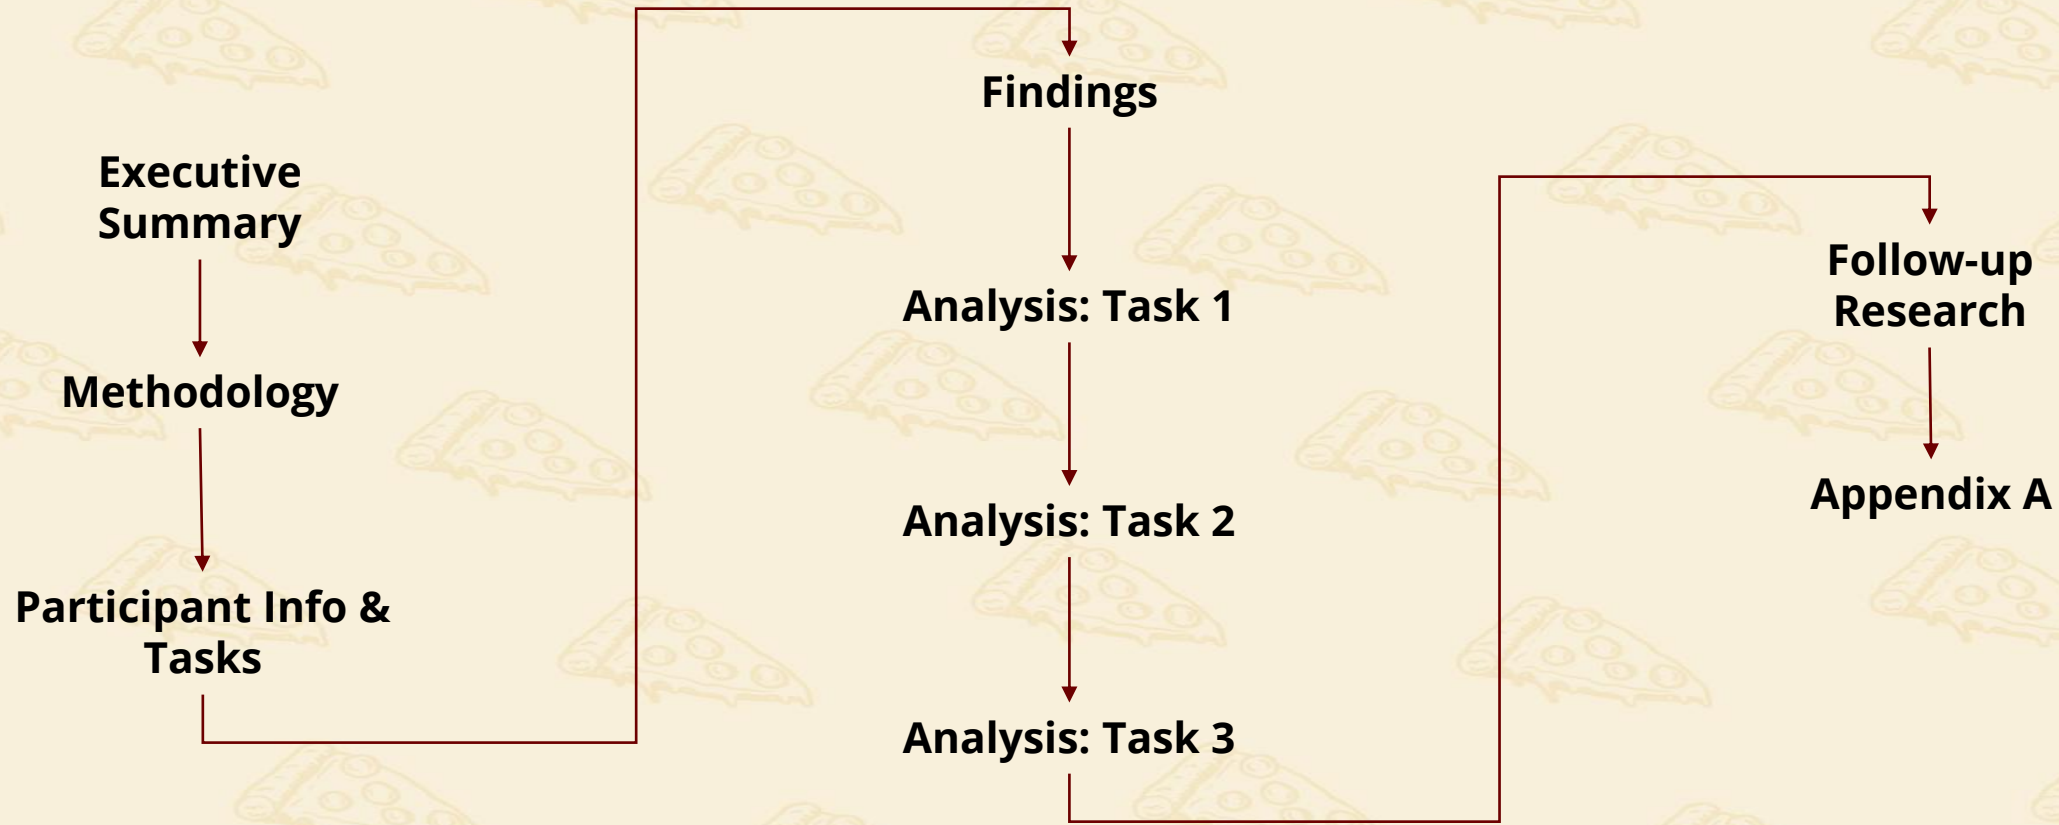 Executive
Summary
Methodology
Participant Info &
Tasks
Findings
Analysis: Task 1
Analysis: Task 2
Analysis: Task 3
Follow-up
Research
Appendix A